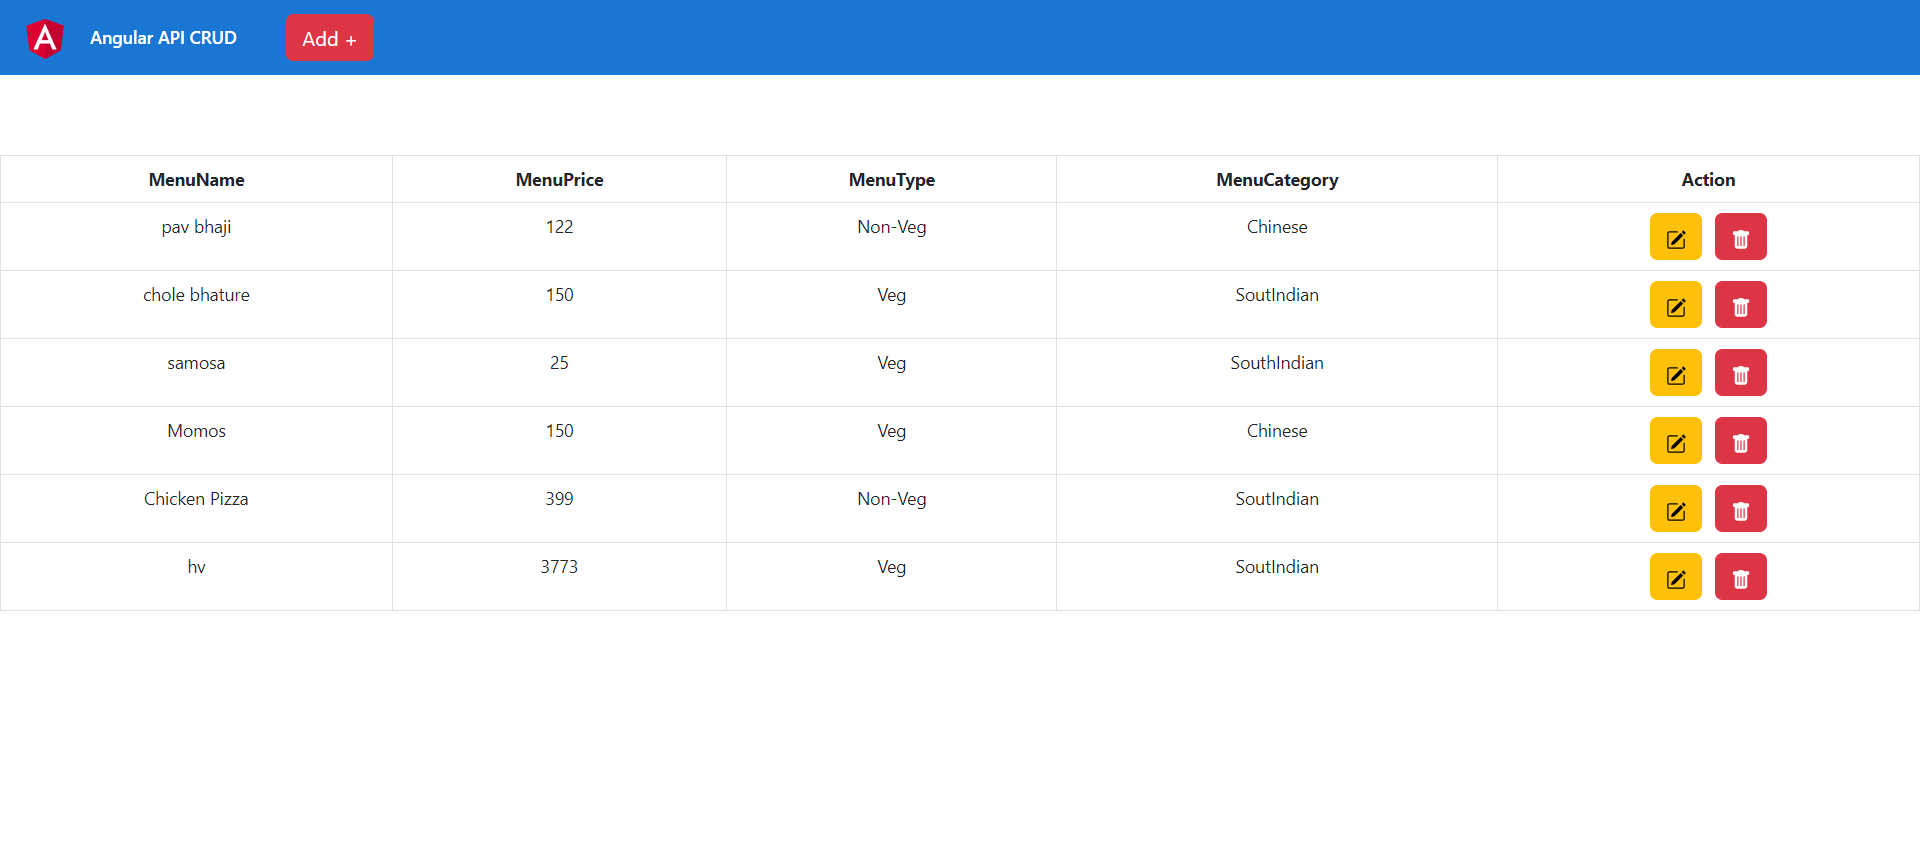 Angular API CRUD Add +
MenuName MenuPrice MenuType MenuCategory Action
pav bhaji 122 Non-Veg Chinese
chole bhature 150 Veg SoutIndian
samosa 25 Veg SouthIndian
Momos 150 Veg Chinese
Chicken Pizza 399 Non-Veg SoutIndian
hv 3773 Veg SoutIndian